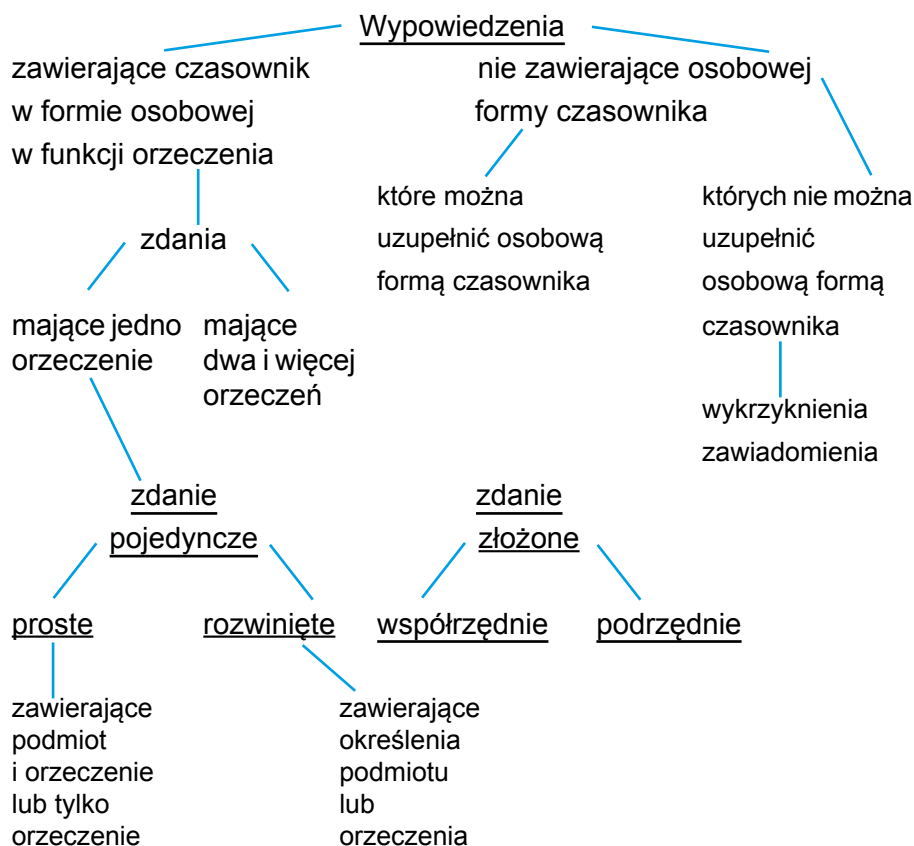 Wypowiedzenia
zawierające czasownik
w formie osobowej
w funkcji orzeczenia
nie zawierające osobowej
formy czasownika
które można
uzupełnić osobową
formą czasownika
których nie można
uzupełnić
osobową formą
czasownika
wykrzyknienia
zawiadomienia
zdania
mające jedno
orzeczenie
mające
dwa i więcej
orzeczeń
zdanie
pojedyncze
zdanie
złożone
proste
rozwinięte
współrzędnie
podrzędnie
zawierające
podmiot
i orzeczenie
lub tylko
orzeczenie
zawierające
określenia
podmiotu
lub
orzeczenia